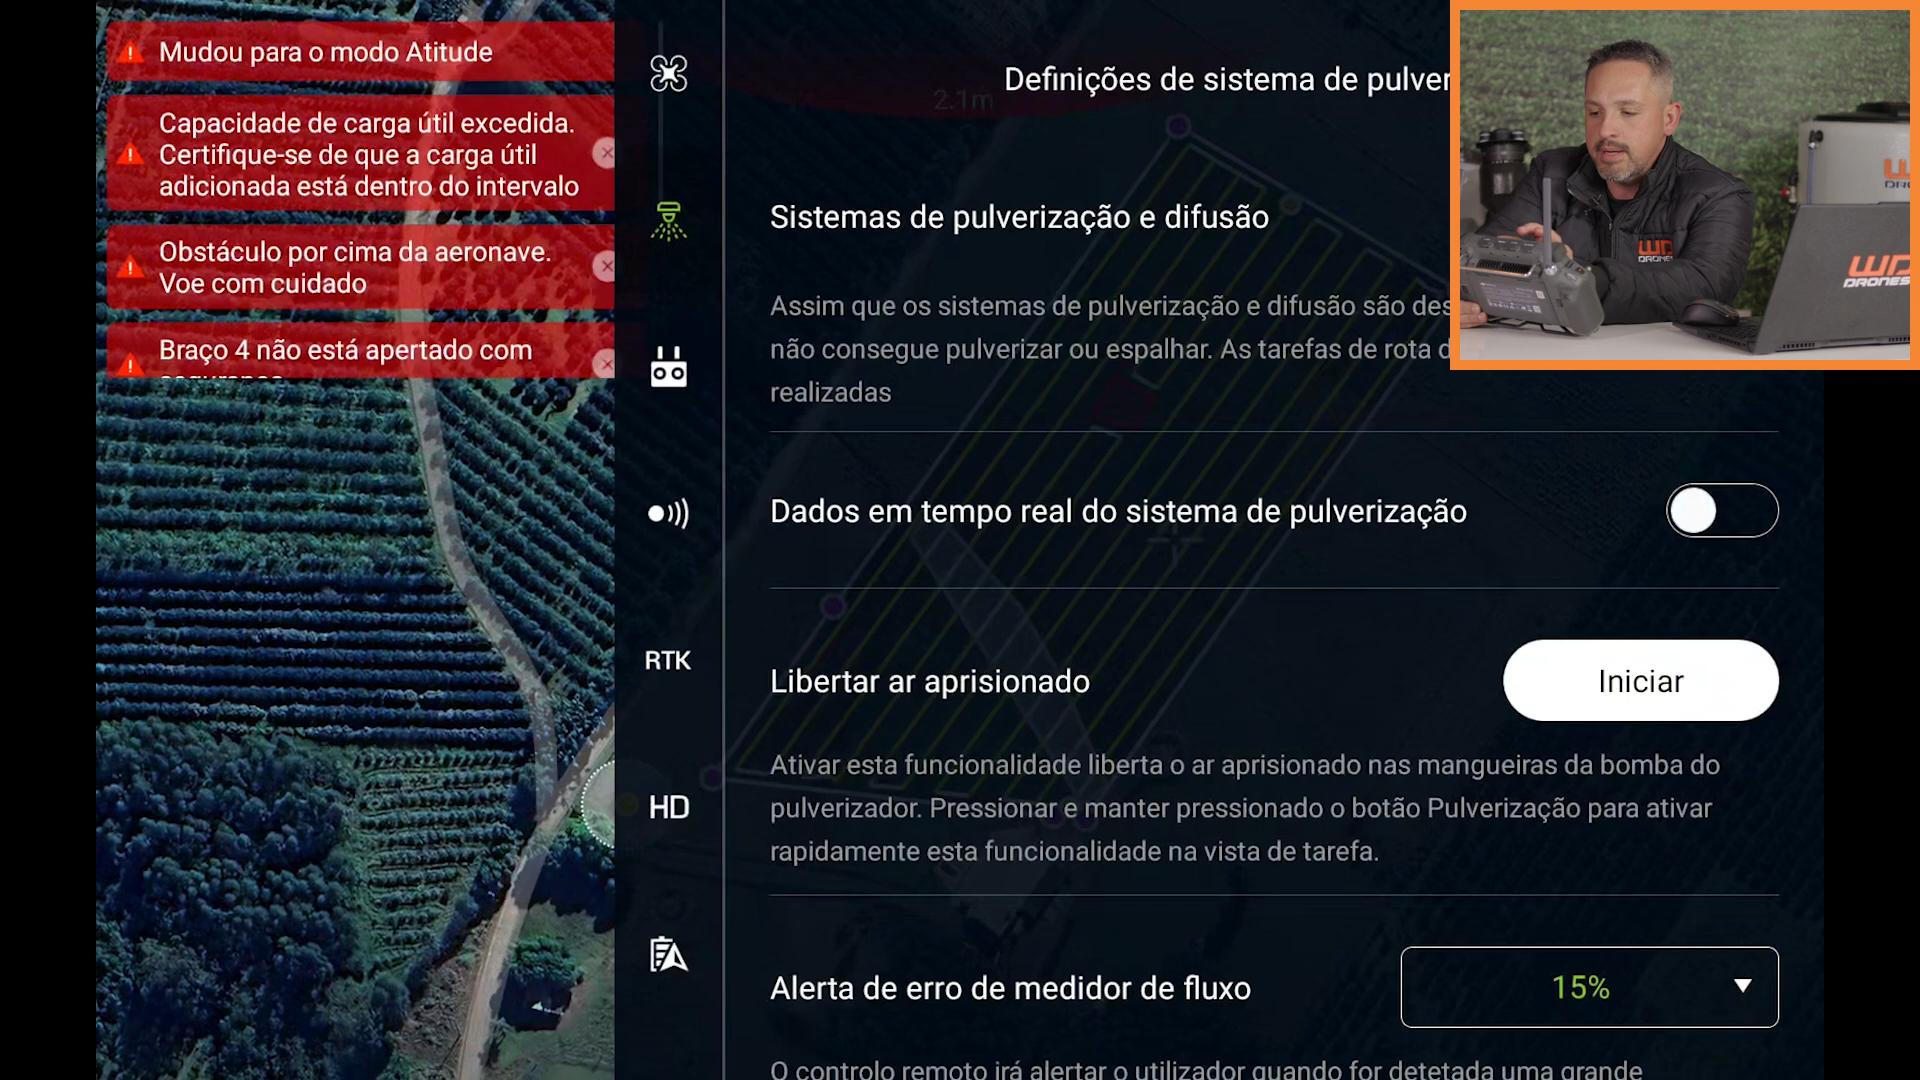 Mudou para o modo Atitude
Capacidade de carga útil excedida.
Certifique-se de que a carga útil
adicionada está dentro do intervalo
Obstáculo por cima da aeronave.
Voe com cuidado
Braço 4 não está apertado com
RTK
HD
2.1m
Definições de sistema de pulver
Sistemas de pulverização e difusão
Assim que os sistemas de pulverização e difusão são des
não consegue pulverizar ou espalhar. As tarefas de rota d
realizadas
Dados em tempo real do sistema de pulverização
Libertar ar aprisionado
Iniciar
Ativar esta funcionalidade liberta o ar aprisionado nas mangueiras da bomba do
pulverizador. Pressionar e manter pressionado o botão Pulverização para ativar
rapidamente esta funcionalidade na vista de tarefa.
Alerta de erro de medidor de fluxo
15%
O controlo remoto irá alertar o utilizador quando for detetada uma grande
WD
DRONES
WD
DRONES